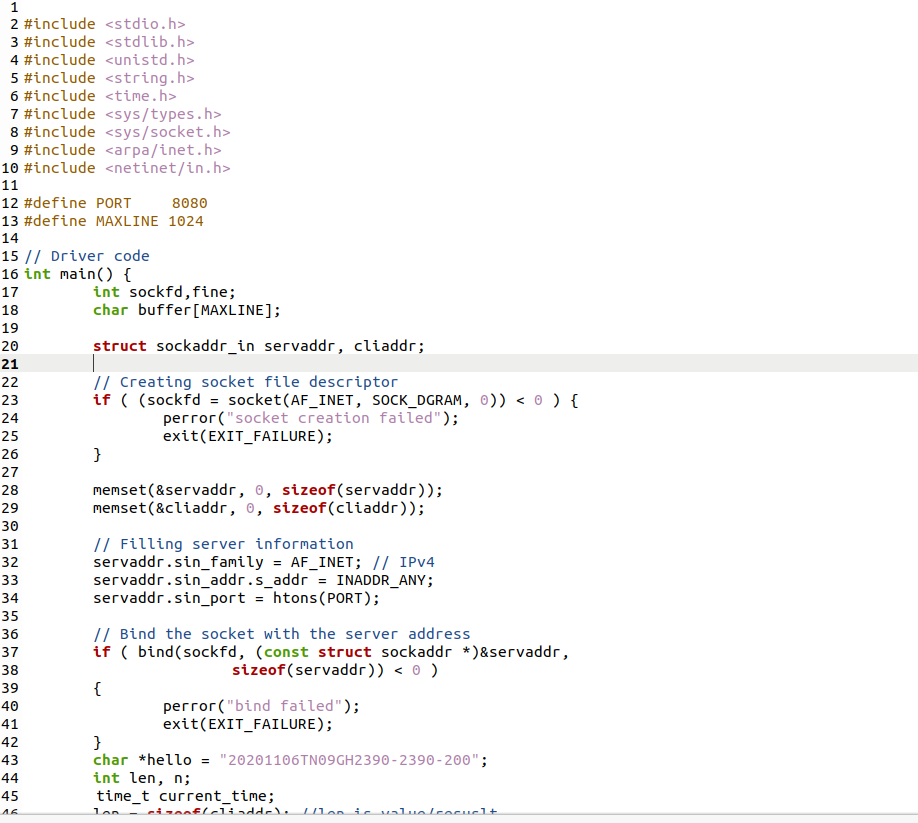 1
2 #include <stdio.h>
3 #include <stdlib.h>
4 #include <unistd.h>
5 #include <string.h>
6 #include <time.h>
7 #include <sys/types.h>
8 #include <sys/socket.h>
9 #include <arpa/inet.h>
10 #include <netinet/in.h>
11
12 #define PORT 8080
13 #define MAXLINE 1024
14
15 // Driver code
16 int main() {
17 int sockfd,fine;
18 char buffer[MAXLINE];
19
20 struct sockaddr_in servaddr, cliaddr;
21
22 // Creating socket file descriptor
23 if ( (sockfd = socket(AF_INET, SOCK_DGRAM, 0)) < 0 ) {
24 perror("socket creation failed");
25 exit(EXIT_FAILURE);
26 }
27
28 memset(&servaddr, 0, sizeof(servaddr));
29 memset(&cliaddr, 0, sizeof(cliaddr));
30
31 // Filling server information
32 servaddr.sin_family = AF_INET; // IPv4
33 servaddr.sin_addr.s_addr = INADDR_ANY;
34 servaddr.sin_port = htons(PORT);
35
36 // Bind the socket with the server address
37 if ( bind(sockfd, (const struct sockaddr *)&servaddr,
38 sizeof(servaddr)) < 0 )
39 {
40 perror("bind failed");
41 exit(EXIT_FAILURE);
42 }
43 char *hello = "20201106TN09GH2390-2390-200";
44 int len, n;
45 time_t current_time;
46 len = sizeof(cliaddr); //len is value/resuslt